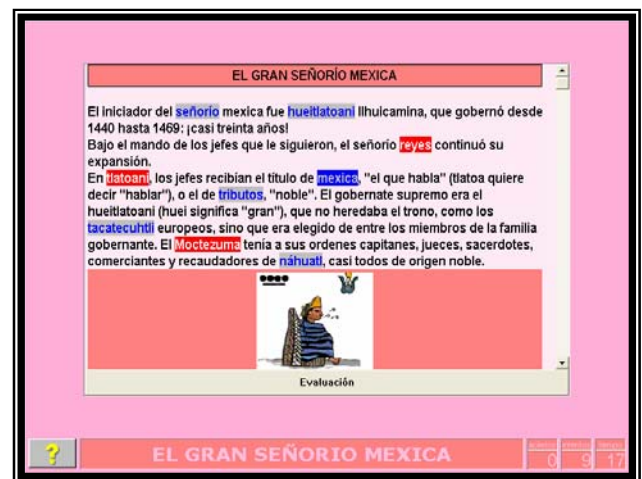 EL GRAN SEÑORÍO MEXICA
El iniciador del señorio mexica fue hueitlatoani Ilhuicamina, que gobernó desde
1440 hasta 1469: ¡casi treinta años!
Bajo el mando de los jefes que le siguieron, el señorío reyes continuó su
expansión.
En tlatoani, los jefes recibían el título de mexica, "el que habla" (tlatoa quiere
decir "hablar"), o el de tributos, "noble". El gobernate supremo era el
hueitlatoani (huei significa "gran"), que no heredaba el trono, como los
tacatecuhtli europeos, sino que era elegido de entre los miembros de la familia
gobernante. El Moctezuma tenía a sus ordenes capitanes, jueces, sacerdotes,
comerciantes y recaudadores de náhuatl, casi todos de origen noble.
Evaluación
?
EL GRAN SEÑORIO MEXICA
0 9 17